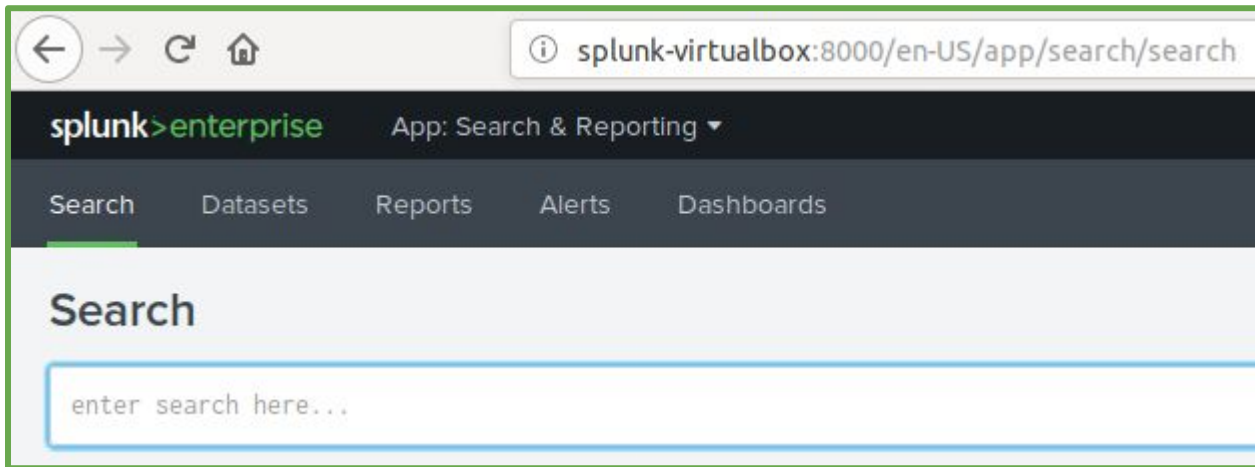 splunk-virtualbox:8000/en-US/app/search/search
splunk>enterprise App: Search & Reporting
Search Datasets Reports Alerts Dashboards
Search
enter search here...